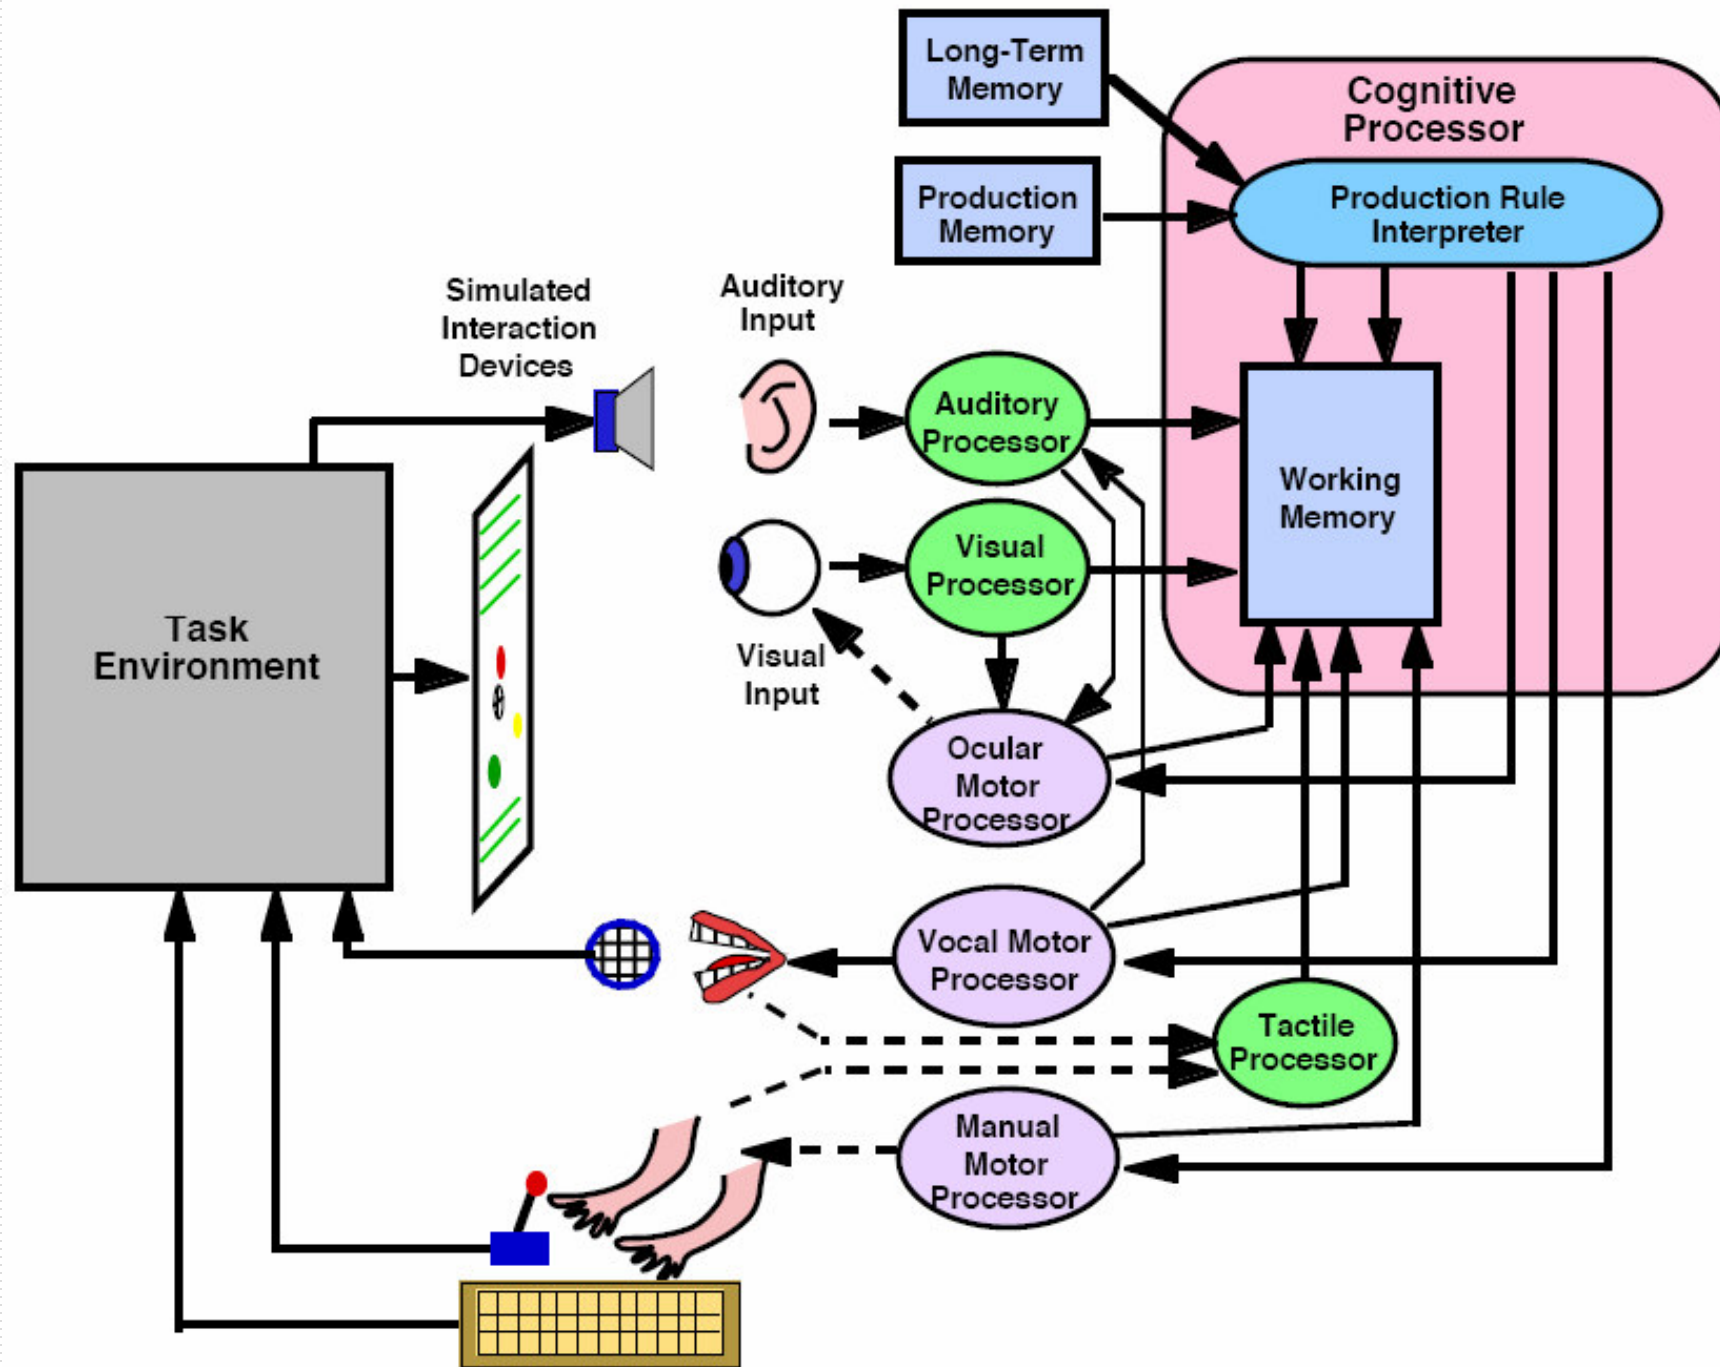 Long-Term
Memory
Cognitive
Processor
Production
Memory
Production Rule
Interpreter
Simulated
Interaction
Devices
Auditory
Input
Auditory
Processor
Working
Memory
Visual
Processor
Task
Environment
Visual
Input
Ocular
Motor
Processor
Vocal Motor
Processor
Tactile
Processor
Manual
Motor
Processor